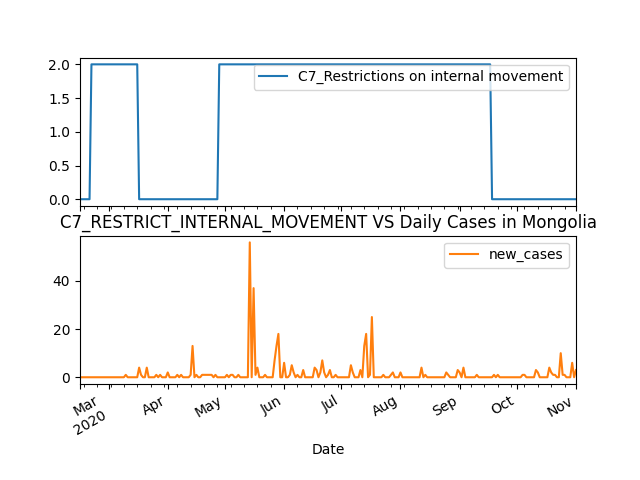 2.0
C7_Restrictions on internal movement
1.5
1.0
0.5
0.0
C7_RESTRICT_INTERNAL_MOVEMENT VS Daily Cases in Mongolia
new_cases
40
20
0
Mar Apr May Jun Jul Aug Sep Oct Nov
2020
Date